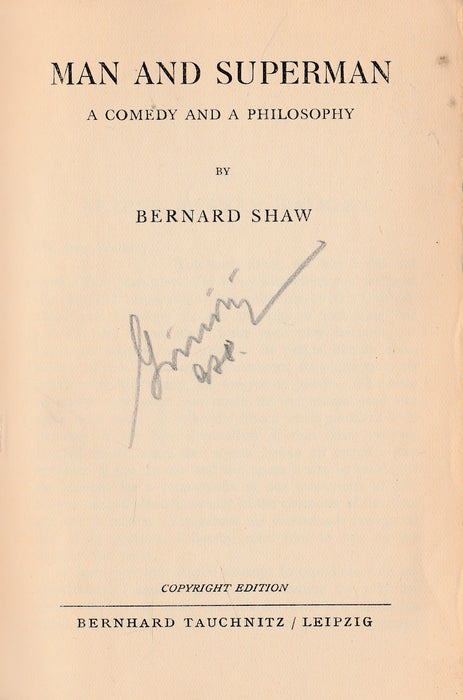 MAN AND SUPERMAN
A COMEDY AND A PHILOSOPHY
BY
BERNARD SHAW
COPYRIGHT EDITION
BERNHARD TAUCHNITZ / LEIPZIG